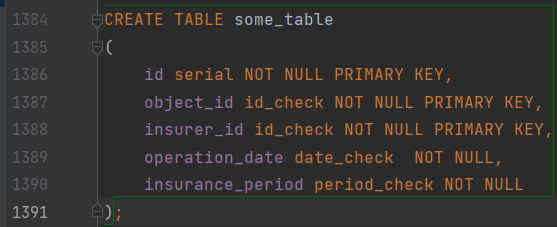 1384 CREATE TABLE some_table
1385 (
1386 id serial NOT NULL PRIMARY KEY,
1387 object_id id_check NOT NULL PRIMARY KEY,
1388 insurer_id id_check NOT NULL PRIMARY KEY,
1389 operation_date date_check  NOT NULL,
1390 insurance_period period_check NOT NULL
1391 );